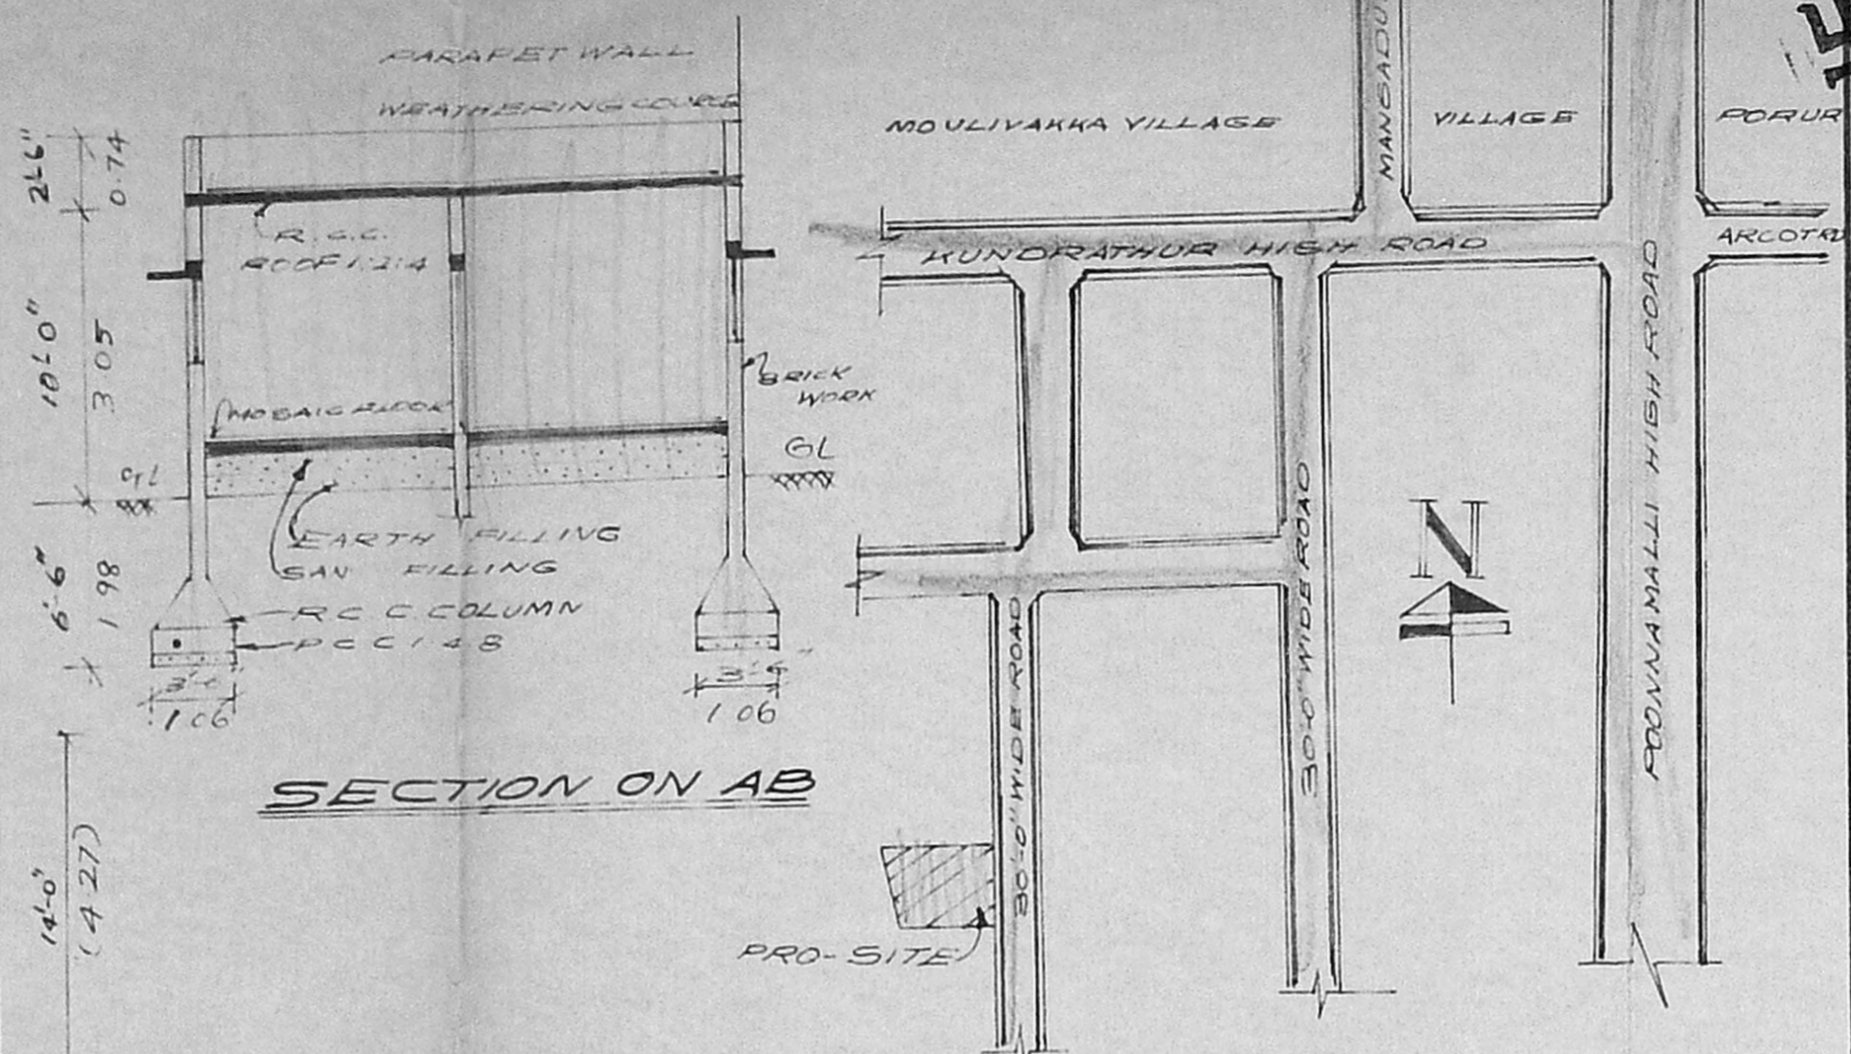 PARAPET WALL
WEATHERING COURSE
2'-6"
0.74
R.C.C.
ROOF 1:2:4
10'-0"
3 05
BRICK
WORK
MOSAIC FLOOR
GL
GL
EARTH FILLING
SAN FILLING
6'-6"
1 98
R C C COLUMN
P C C 1 4 8
3'-6"
1 06
3'-6"
1 06
SECTION ON AB
14'-0"
(4 27)
MOULIVAKKA VILLAGE
MANGADU
VILLAGE
PORUR
KUNDRATHUR HIGH ROAD
ARCOT
POONNAMALLI HIGH ROAD
N
30'-0" WIDE ROAD
WIDE ROAD
PRO-SITE